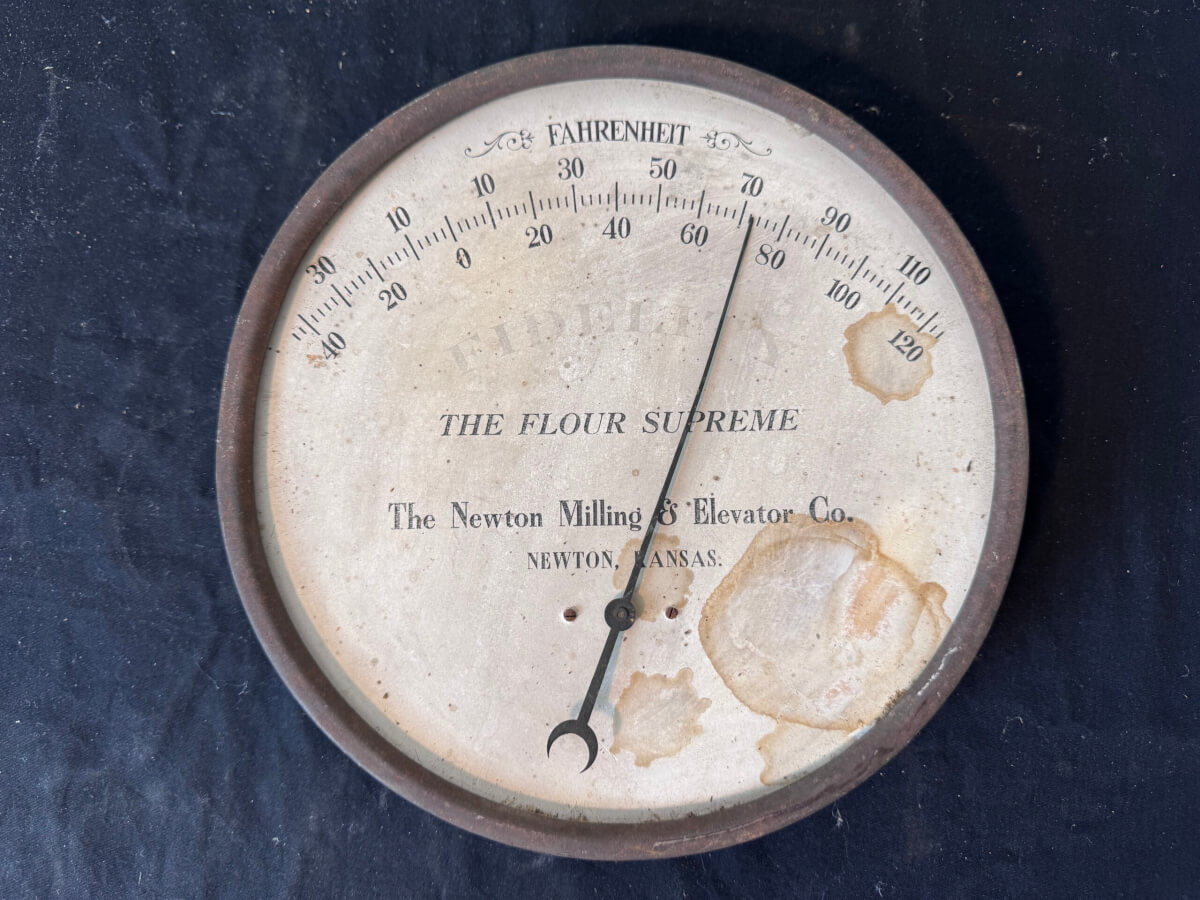 FAHRENHEIT
30 10 10 30 50 70 90 110
40 20 0 20 40 60 80 100 120
FIDELITY
THE FLOUR SUPREME
The Newton Milling & Elevator Co.
NEWTON, KANSAS.